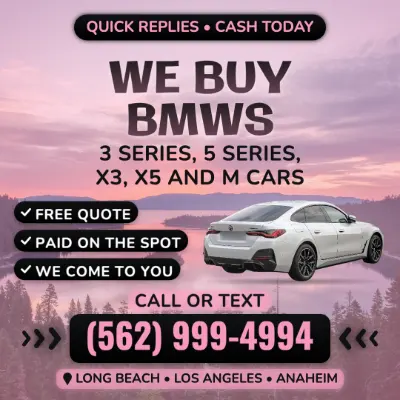 QUICK REPLIES • CASH TODAY
WE BUY
BMWS
3 SERIES, 5 SERIES,
X3, X5 AND M CARS
FREE QUOTE
PAID ON THE SPOT
WE COME TO YOU
CALL OR TEXT
(562) 999-4994
LONG BEACH • LOS ANGELES • ANAHEIM